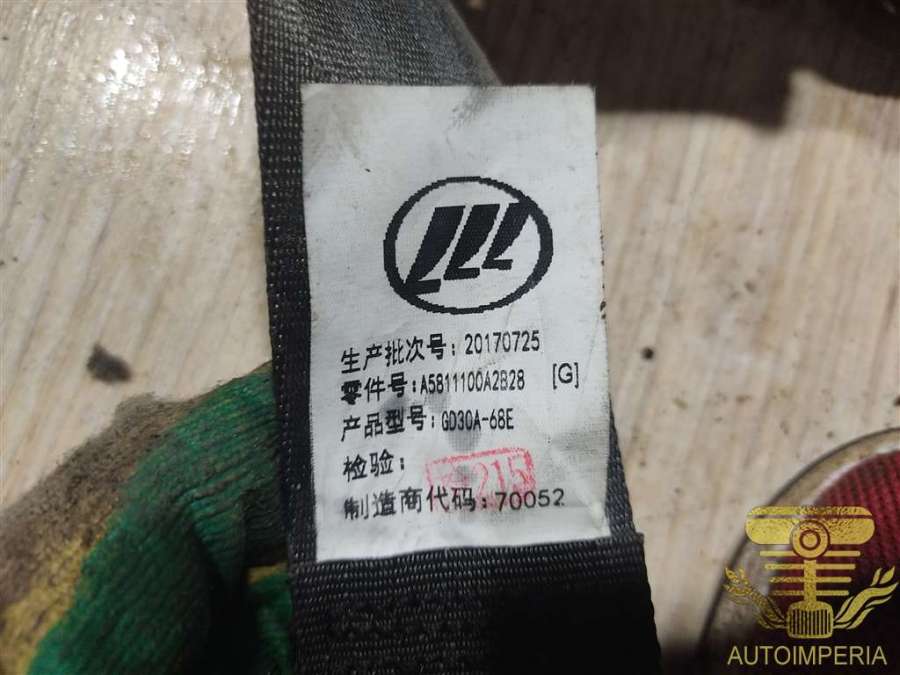 生产批次号：20170725
零件号：A5811100A2B28 [G]
产品型号：GD30A-68E
检验： 215
制造商代码：70052
AUTOIMPERIA